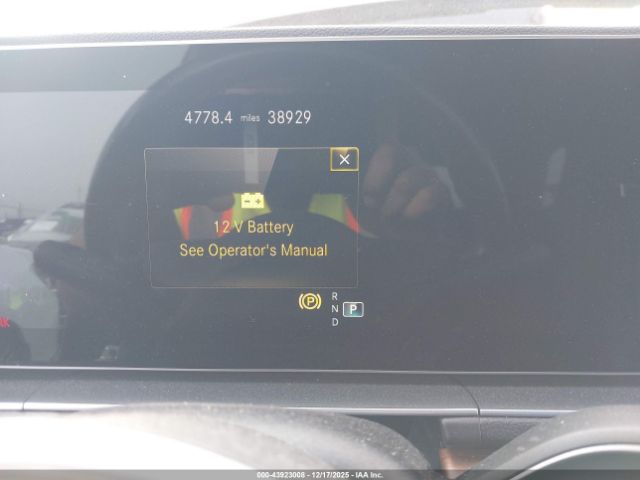 4778.4 miles 38929
X
12 V Battery
See Operator's Manual
R
(P) N P
D
000-43923008 - 12/17/2025 - IAA Inc.